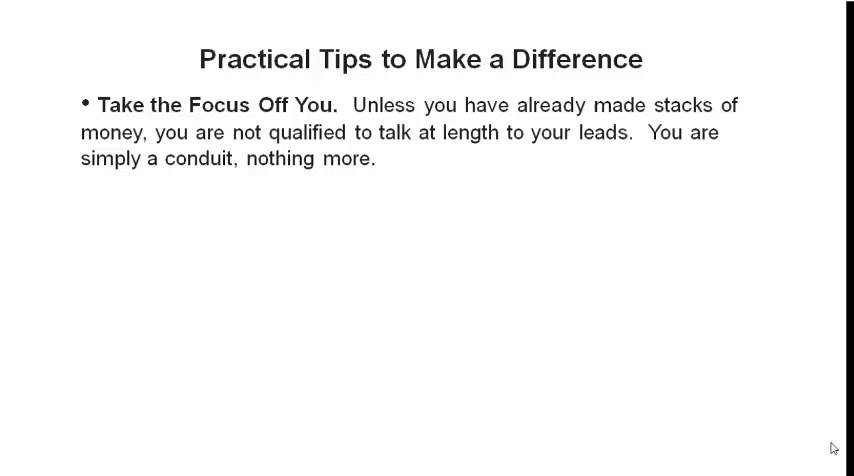 Practical Tips to Make a Difference
• Take the Focus Off You. Unless you have already made stacks of
money, you are not qualified to talk at length to your leads. You are
simply a conduit, nothing more.